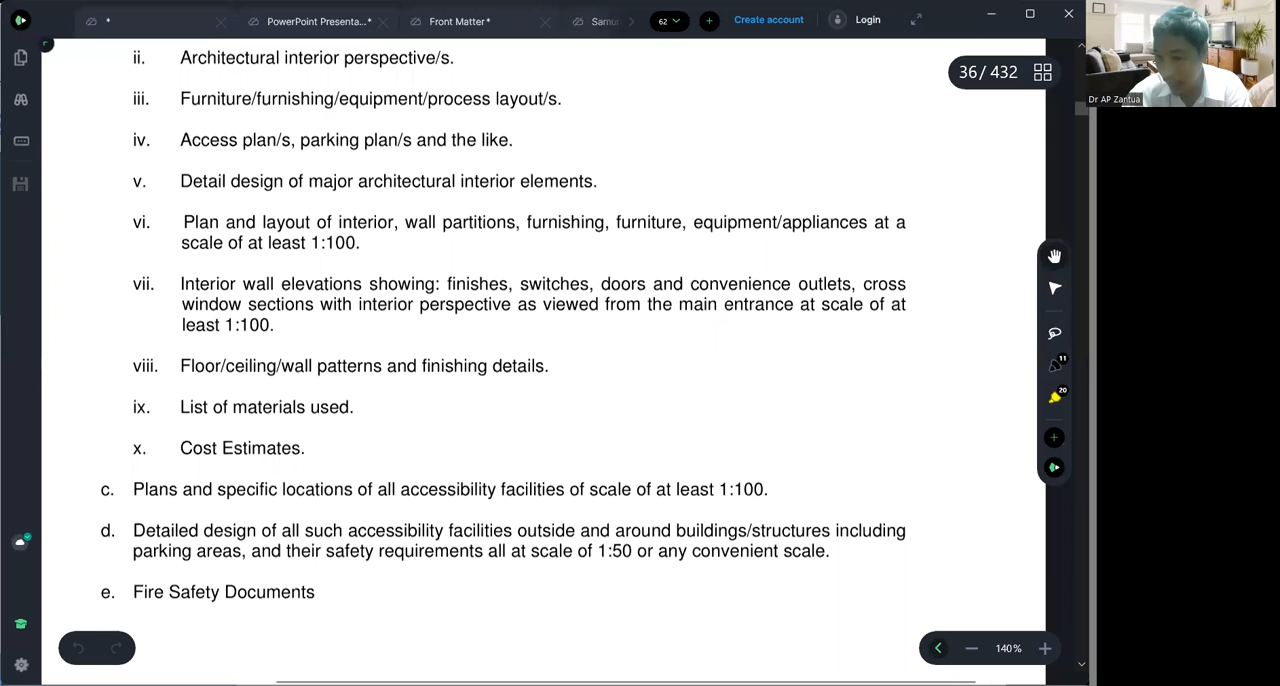 *
PowerPoint Presenta...*
Front Matter*
Samu
62
Create account
Login
36 / 432
Dr AP Zantua
ii. Architectural interior perspective/s.
iii. Furniture/furnishing/equipment/process layout/s.
iv. Access plan/s, parking plan/s and the like.
v. Detail design of major architectural interior elements.
vi. Plan and layout of interior, wall partitions, furnishing, furniture, equipment/appliances at a
scale of at least 1:100.
vii. Interior wall elevations showing: finishes, switches, doors and convenience outlets, cross
window sections with interior perspective as viewed from the main entrance at scale of at
least 1:100.
viii. Floor/ceiling/wall patterns and finishing details.
ix. List of materials used.
x. Cost Estimates.
c. Plans and specific locations of all accessibility facilities of scale of at least 1:100.
d. Detailed design of all such accessibility facilities outside and around buildings/structures including
parking areas, and their safety requirements all at scale of 1:50 or any convenient scale.
e. Fire Safety Documents
11
20
140%